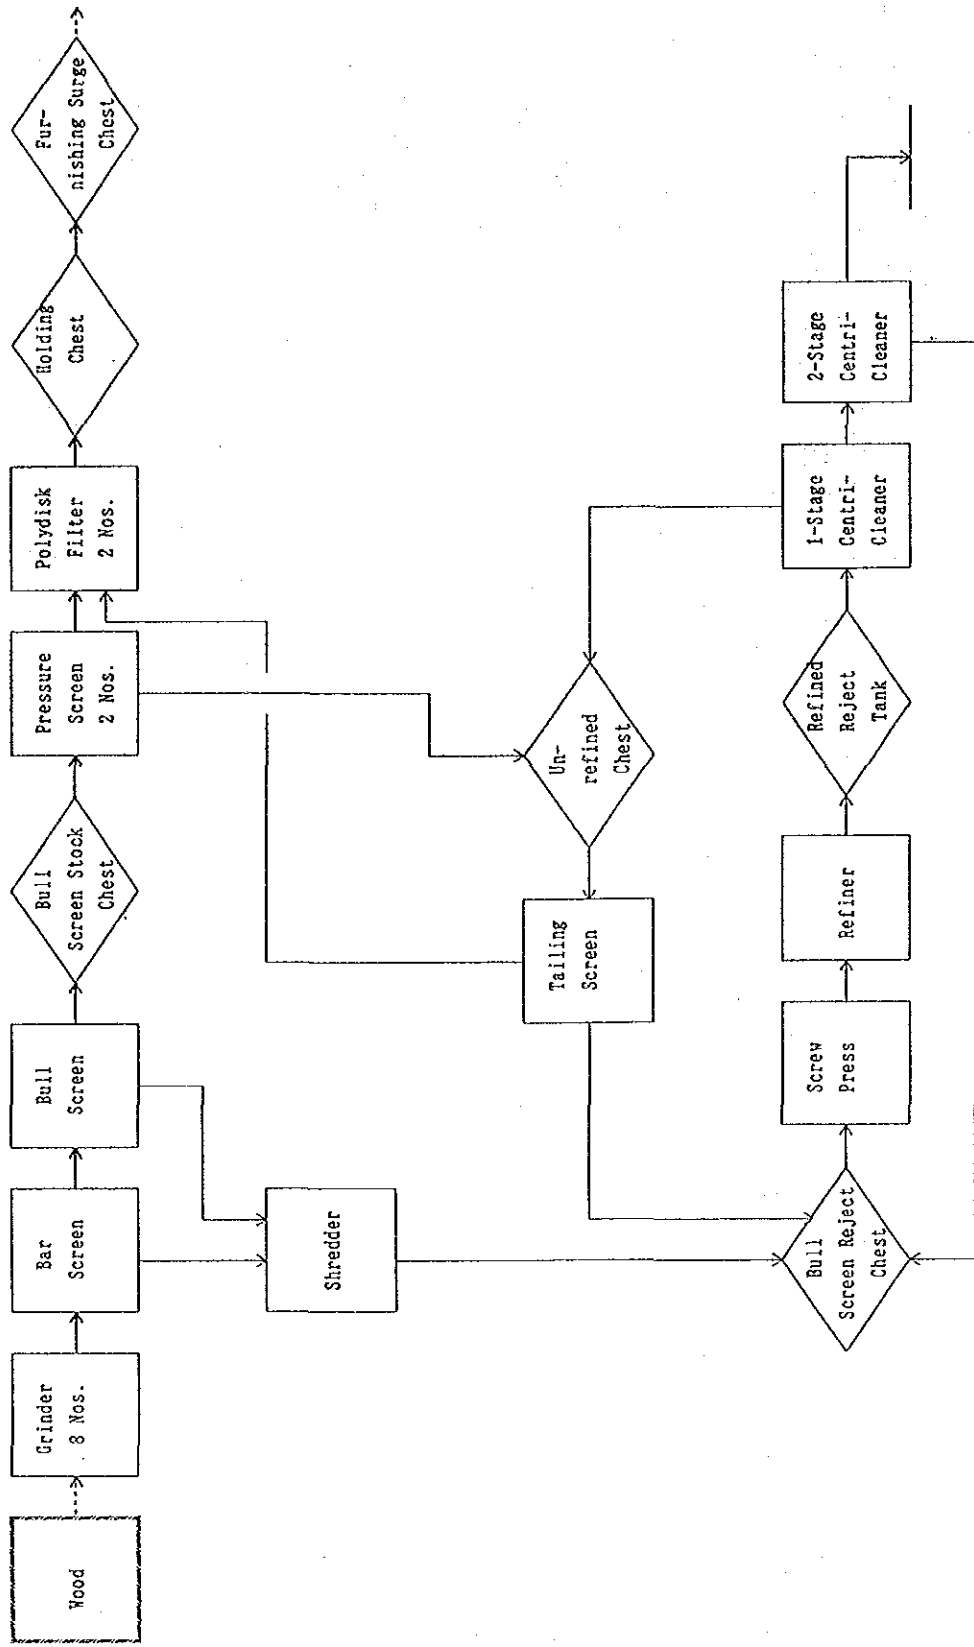 Wood
Grinder
8 Nos.
Bar
Screen
Bull
Screen
Bull
Screen Stock
Chest
Pressure
Screen
2 Nos.
Polydisk
Filter
2 Nos.
Holding
Chest
Fur-
nishing Surge
Chest
Shredder
Tailing
Screen
Un-
refined
Chest
Bull
Screen Reject
Chest
Screw
Press
Refiner
Refined
Reject
Tank
1-Stage
Centri-
Cleaner
2-Stage
Centri-
Cleaner